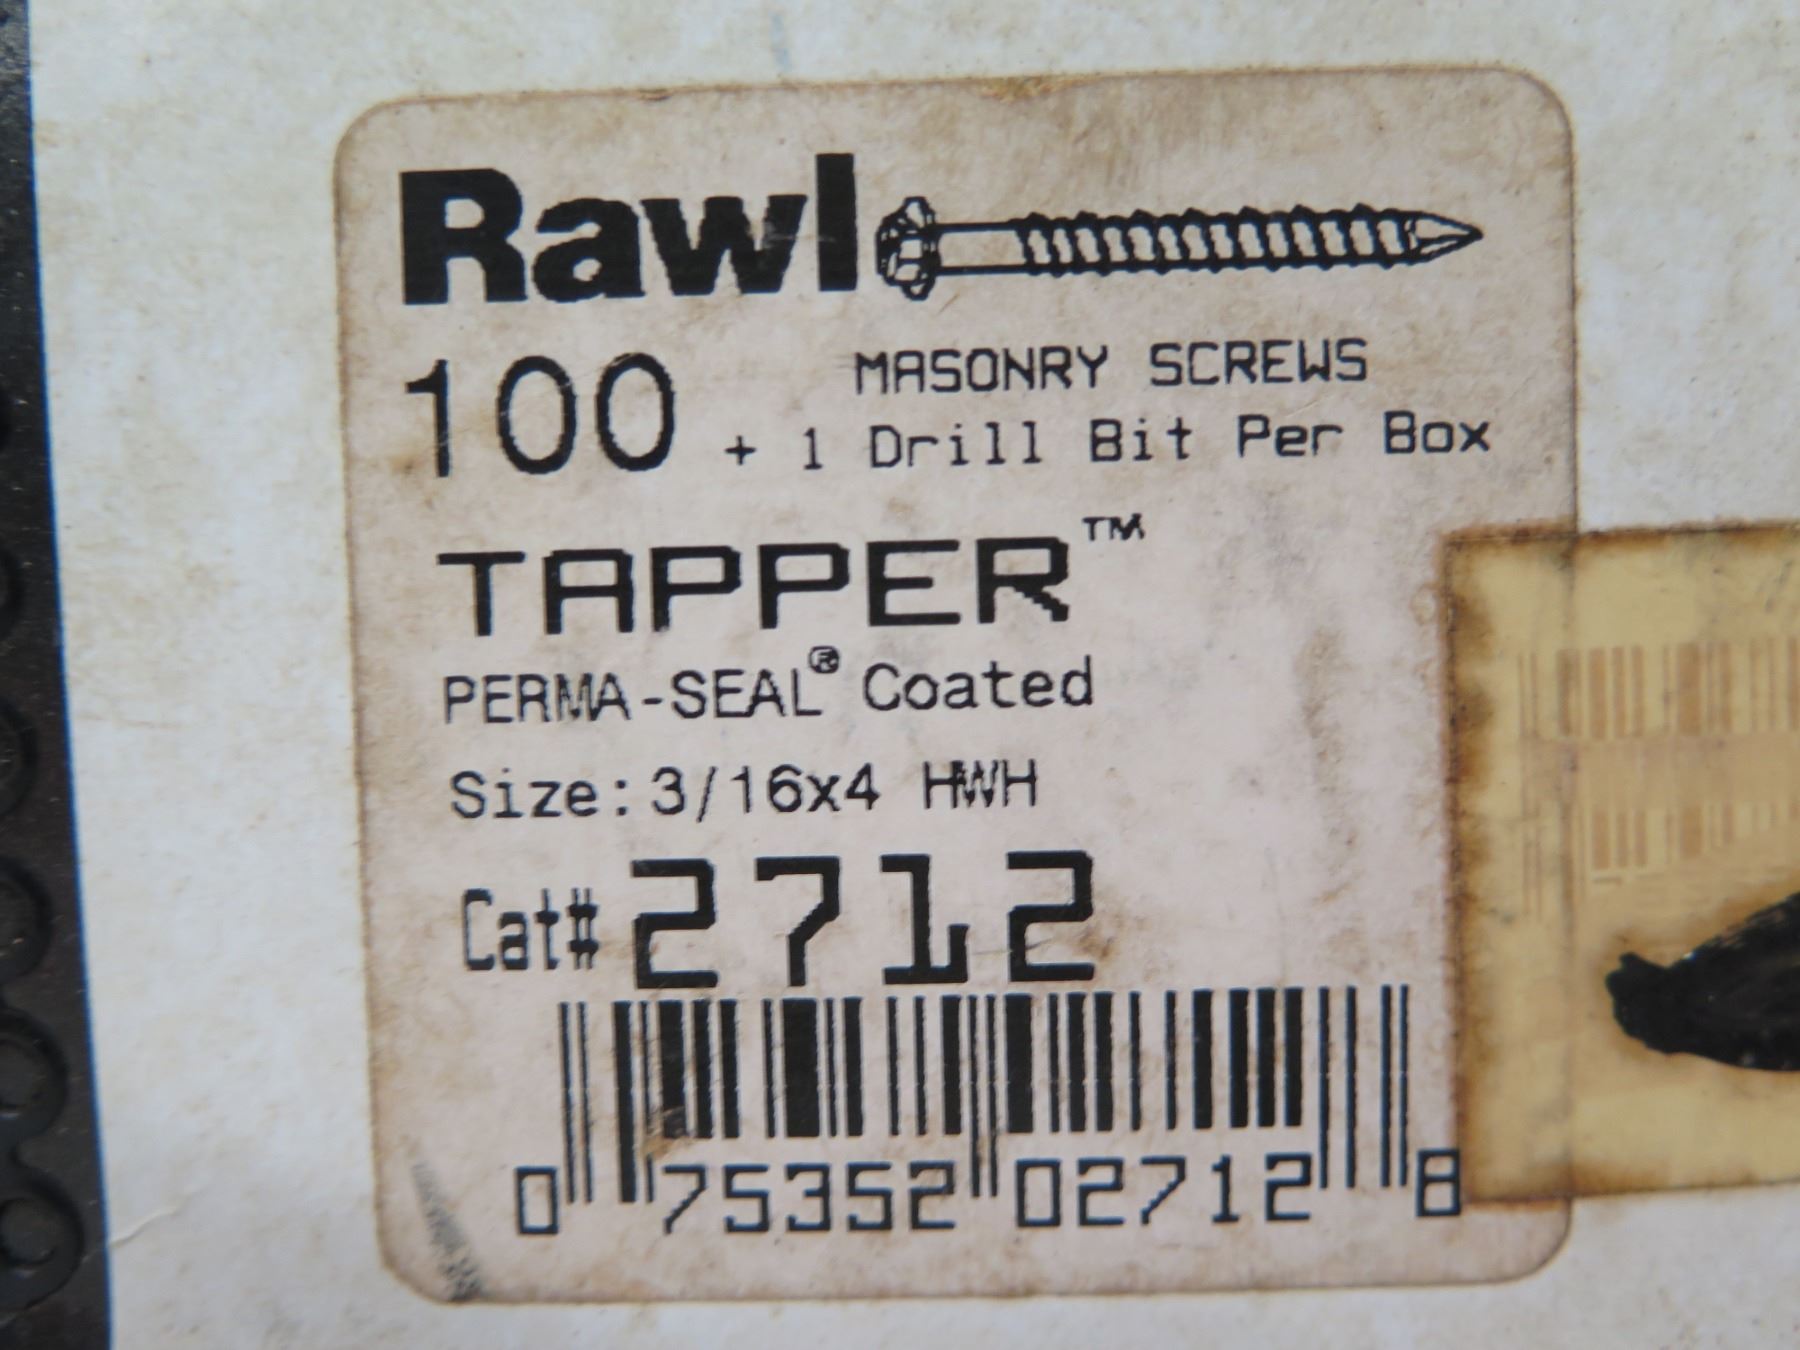 Rawl
100 MASONRY SCREWS
+ 1 Drill Bit Per Box
TAPPER™
PERMA-SEAL® Coated
Size: 3/16x4 HWH
Cat# 2712
0 75352 02712 8